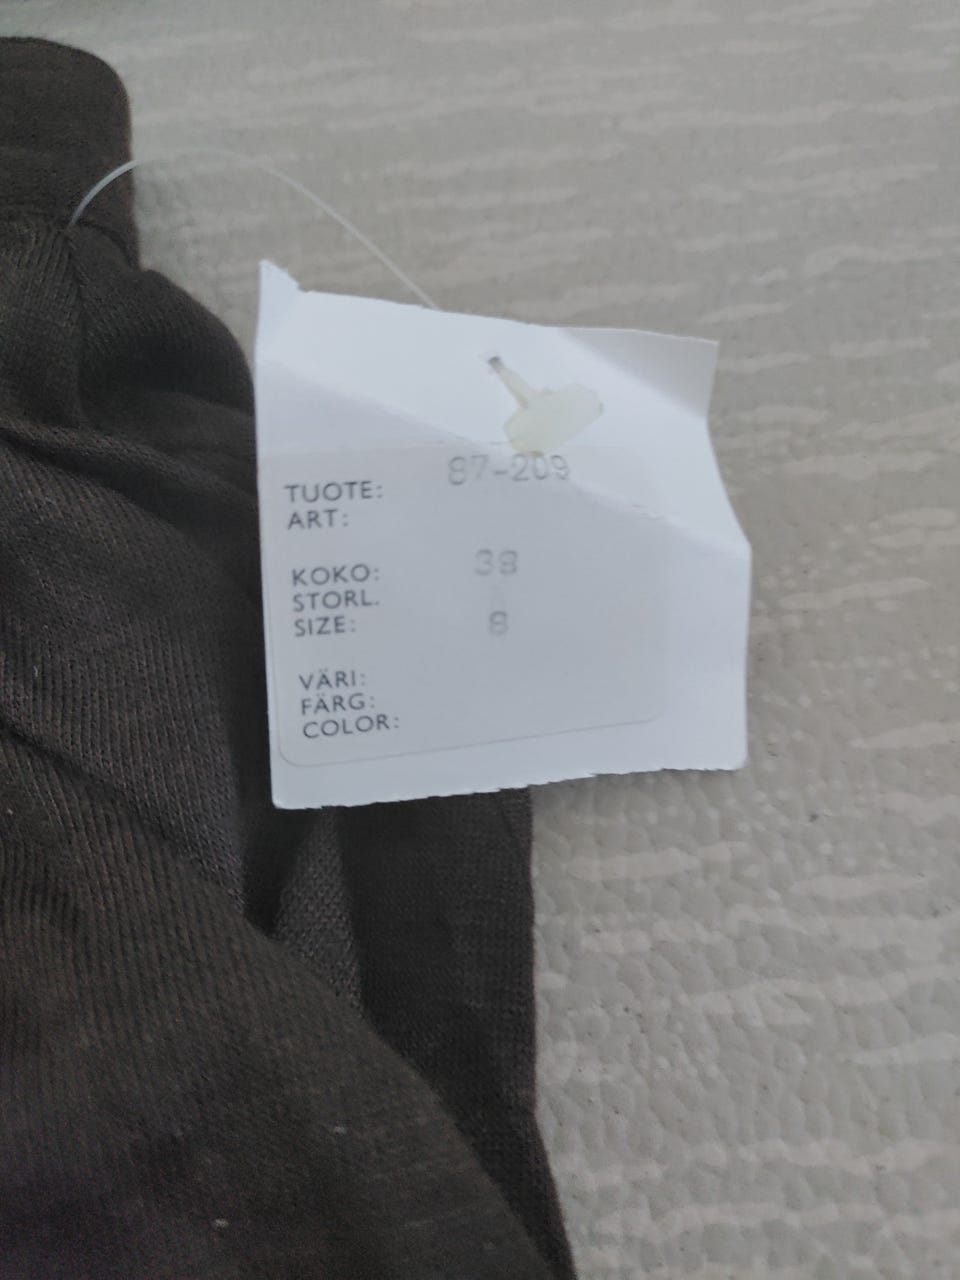 TUOTE: 87-209
ART:
KOKO: 38
STORL.
SIZE: 8
VÄRI:
FÄRG:
COLOR: